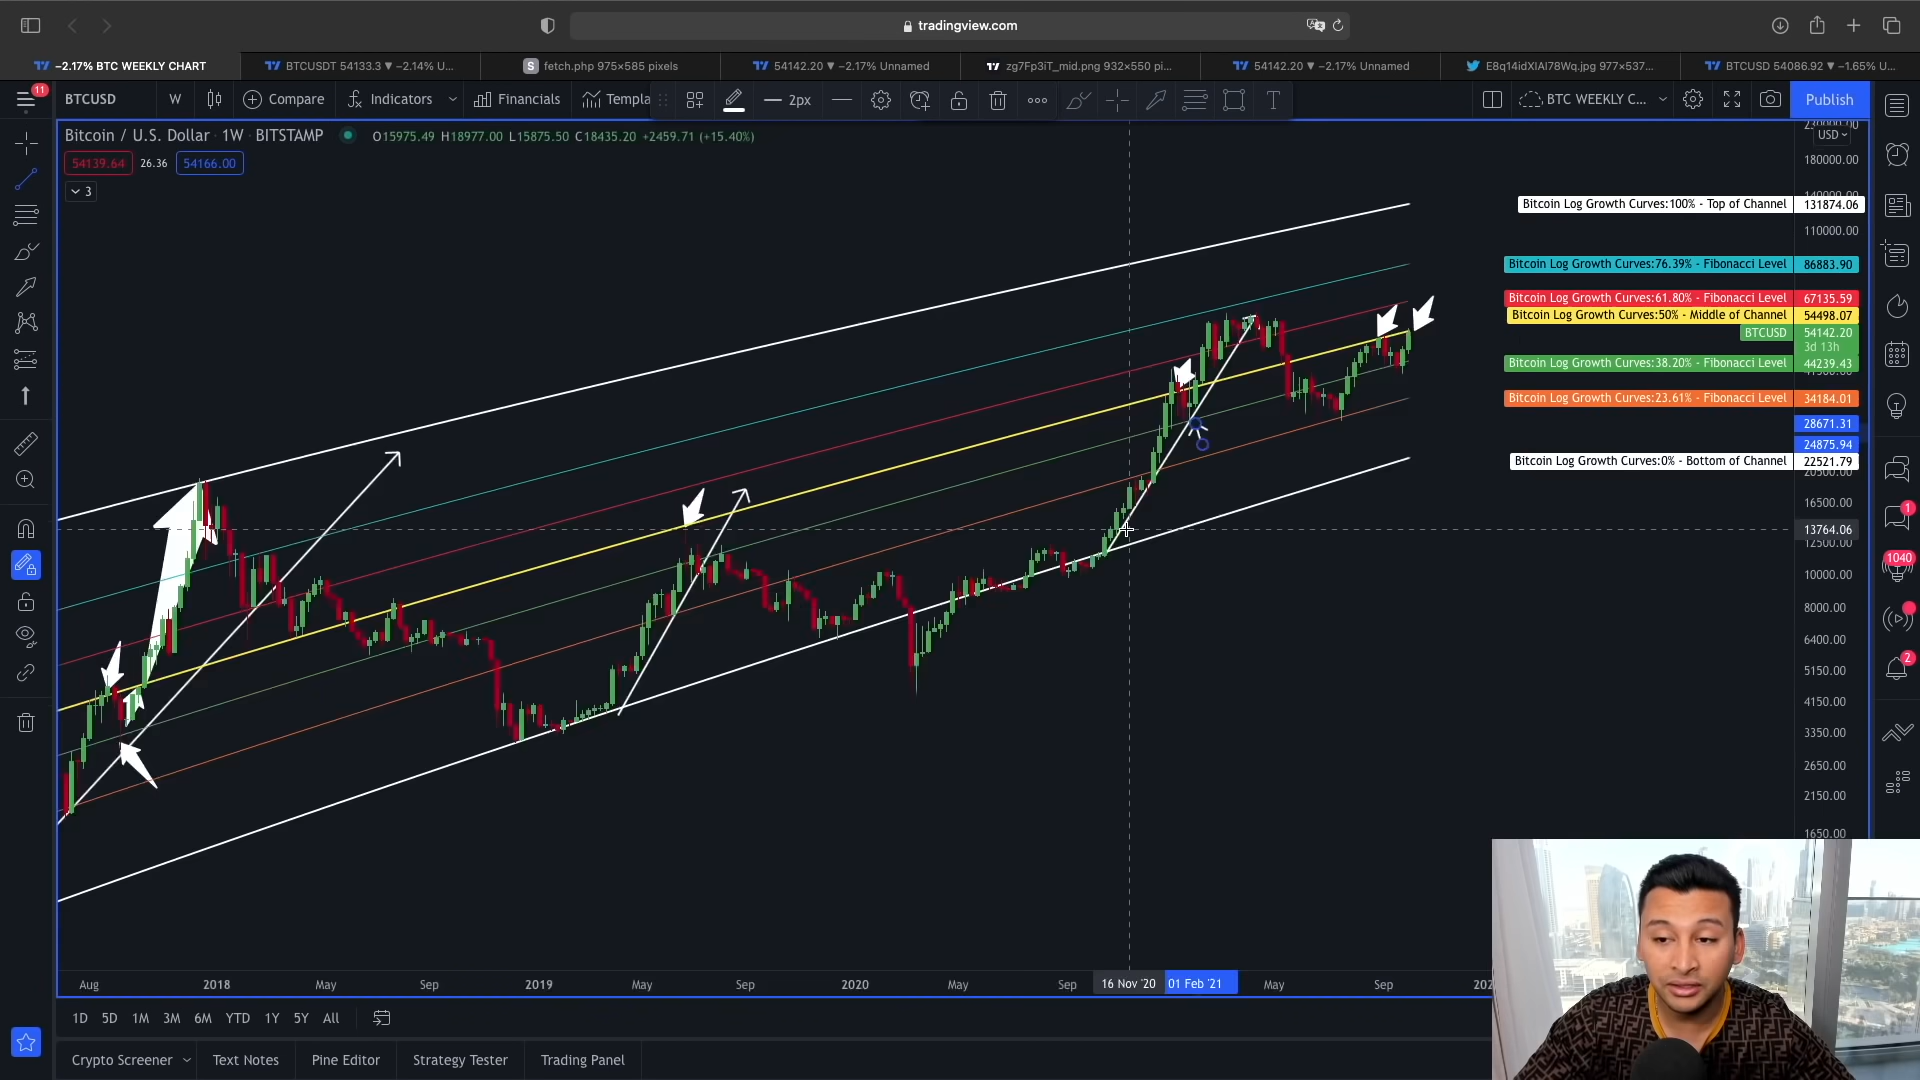 tradingview.com
−2.17% BTC WEEKLY CHART
BTCUSDT 54133.3 ▼ −2.14% U...
S fetch.php 975×585 pixels
54142.20 ▼ −2.17% Unnamed
zg7Fp3iT_mid.png 932×550 pi...
54142.20 ▼ −2.17% Unnamed
E8q14idXIAI78Wq.jpg 977×537...
BTCUSD 54086.92 ▼ −1.65% U...
11
BTCUSD W Compare Indicators Financials Templa 2px T BTC WEEKLY C... Publish
Bitcoin / U.S. Dollar · 1W · BITSTAMP O15975.49 H18977.00 L15875.50 C18435.20 +2459.71 (+15.40%)
54139.64 26.36 54166.00
3
USD
180000.00
Bitcoin Log Growth Curves:100% - Top of Channel 131874.06
110000.00
Bitcoin Log Growth Curves:76.39% - Fibonacci Level 86883.90
Bitcoin Log Growth Curves:61.80% - Fibonacci Level 67135.59
Bitcoin Log Growth Curves:50% - Middle of Channel 54498.07
BTCUSD 54142.20
3d 13h
Bitcoin Log Growth Curves:38.20% - Fibonacci Level 44239.43
Bitcoin Log Growth Curves:23.61% - Fibonacci Level 34184.01
28671.31
24875.94
Bitcoin Log Growth Curves:0% - Bottom of Channel 22521.79
16500.00
13764.06
12500.00
10000.00
8000.00
6400.00
5150.00
4150.00
3350.00
2650.00
2150.00
1650.00
1
1040
2
Aug 2018 May Sep 2019 May Sep 2020 May Sep 16 Nov '20 01 Feb '21 May Sep 202
1D 5D 1M 3M 6M YTD 1Y 5Y All
Crypto Screener Text Notes Pine Editor Strategy Tester Trading Panel